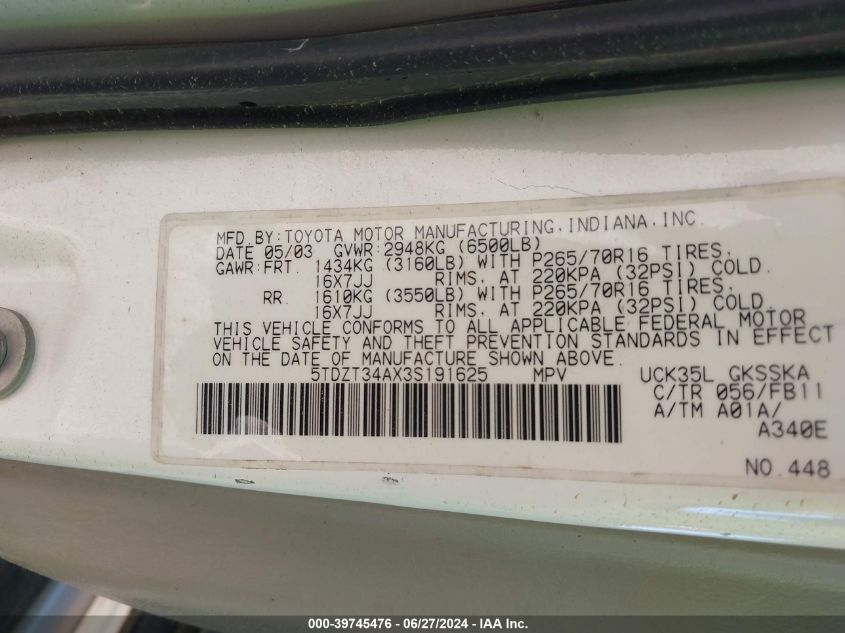 MFD.BY:TOYOTA MOTOR MANUFACTURING,INDIANA,INC.
DATE 05/03 GVWR:2948KG (6500LB)
GAWR:FRT. 1434KG (3160LB) WITH P265/70R16 TIRES,
16X7JJ RIMS, AT 220KPA (32PSI) COLD.
RR. 1610KG (3550LB) WITH P265/70R16 TIRES,
16X7JJ RIMS, AT 220KPA (32PSI) COLD.
THIS VEHICLE CONFORMS TO ALL APPLICABLE FEDERAL MOTOR
VEHICLE SAFETY AND THEFT PREVENTION STANDARDS IN EFFECT
ON THE DATE OF MANUFACTURE SHOWN ABOVE.
5TDZT34AX3S191625 MPV UCK35L GKSSKA
C/TR 056/FB11
A/TM A01A/
A340E
NO.448
000-39745476 - 06/27/2024 - IAA Inc.